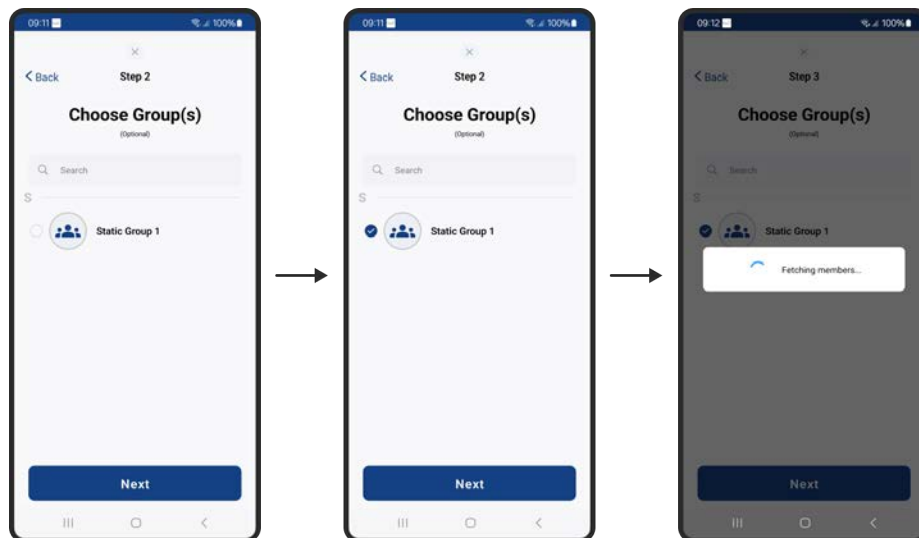 09:11 100%
Back Step 2
Choose Group(s)
(Optional)
Search
S
Static Group 1
Next
09:11 100%
Back Step 2
Choose Group(s)
(Optional)
Search
S
Static Group 1
Next
09:12 100%
Back Step 3
Choose Group(s)
(Optional)
Search
S
Static Group 1
Fetching members...
Next